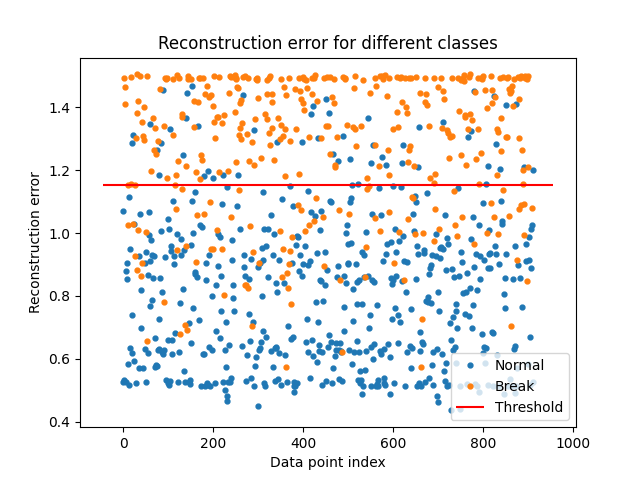 Reconstruction error for different classes
Reconstruction error
1.4
1.2
1.0
0.8
0.6
0.4
Normal
Break
Threshold
0
200
400
600
800
1000
Data point index